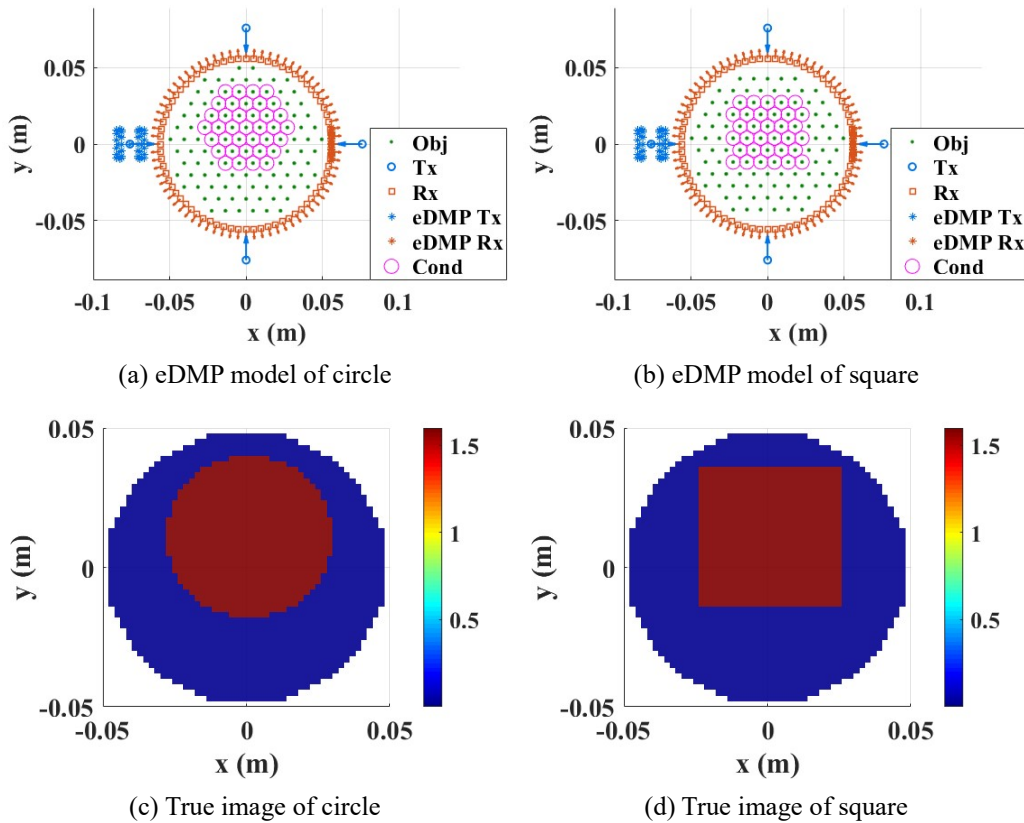 0.05
0
-0.05
y (m)
-0.1
-0.05
0
0.05
0.1
x (m)
Obj
Tx
Rx
eDMP Tx
eDMP Rx
Cond
(a) eDMP model of circle
0.05
0
-0.05
y (m)
-0.1
-0.05
0
0.05
0.1
x (m)
Obj
Tx
Rx
eDMP Tx
eDMP Rx
Cond
(b) eDMP model of square
0.05
0
-0.05
y (m)
-0.05
0
0.05
x (m)
1.5
1
0.5
(c) True image of circle
0.05
0
-0.05
y (m)
-0.05
0
0.05
x (m)
1.5
1
0.5
(d) True image of square